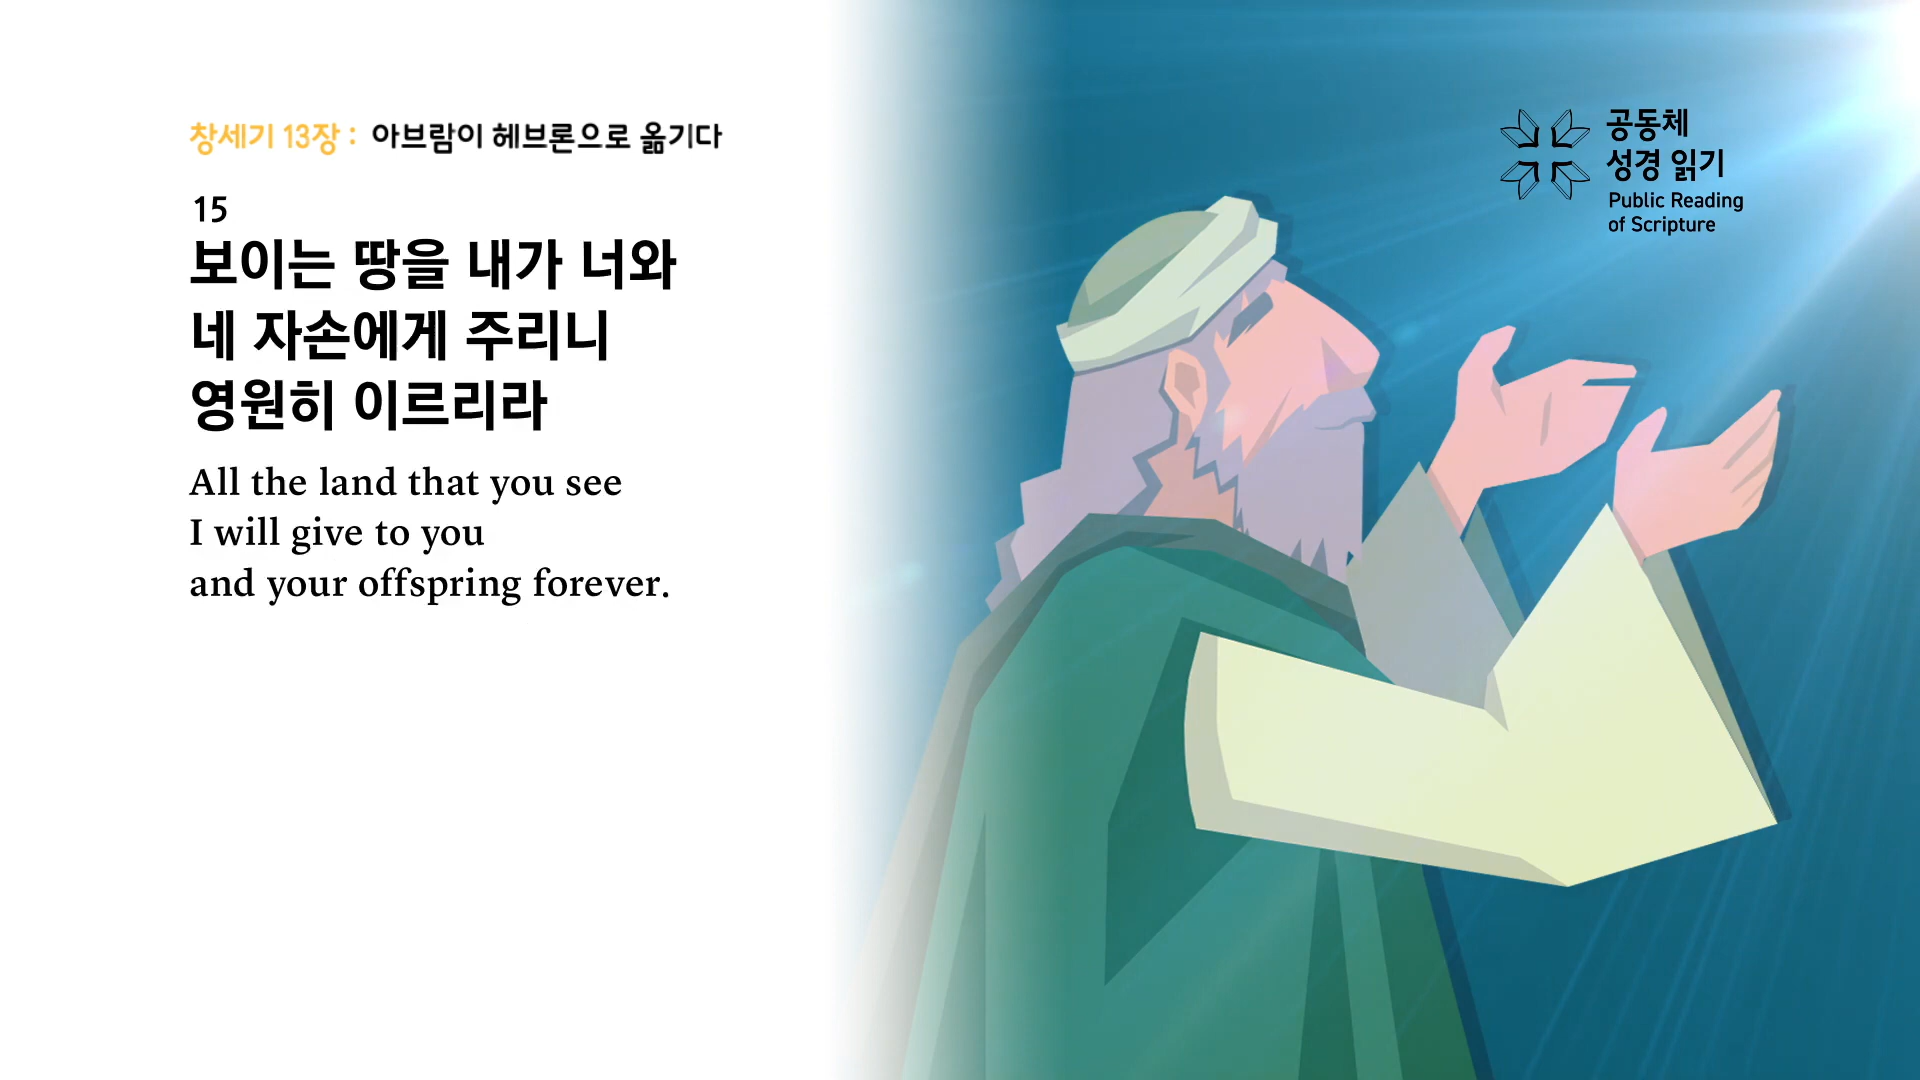 창세기 13장 : 아브람이 헤브론으로 옮기다
15
보이는 땅을 내가 너와
네 자손에게 주리니
영원히 이르리라
All the land that you see
I will give to you
and your offspring forever.
공동체
성경 읽기
Public Reading
of Scripture